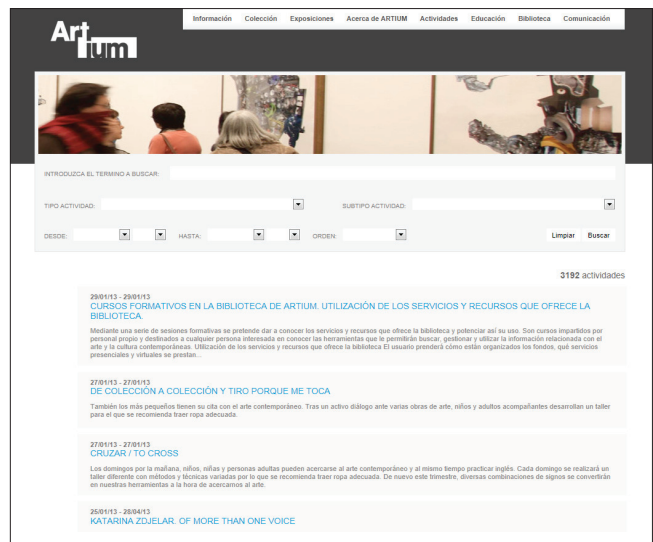 Artium
Información Colección Exposiciones Acerca de ARTIUM Actividades Educación Biblioteca Comunicación
INTRODUZCA EL TERMINO A BUSCAR:
TIPO ACTIVIDAD: SUBTIPO ACTIVIDAD:
DESDE: HASTA: ORDEN: Limpiar Buscar
3192 actividades
29/01/13 - 29/01/13
CURSOS FORMATIVOS EN LA BIBLIOTECA DE ARTIUM. UTILIZACIÓN DE LOS SERVICIOS Y RECURSOS QUE OFRECE LA
BIBLIOTECA.
Mediante una serie de sesiones formativas se pretende dar a conocer los servicios y recursos que ofrece la biblioteca y potenciar así su uso. Son cursos impartidos por
personal propio y destinados a cualquier persona interesada en conocer las herramientas que le permitirán buscar, gestionar y utilizar la información relacionada con el
arte y la cultura contemporáneas. Utilización de los servicios y recursos que ofrece la biblioteca El usuario prenderá cómo están organizados los fondos, qué servicios
presenciales y virtuales se prestan...
27/01/13 - 27/01/13
DE COLECCIÓN A COLECCIÓN Y TIRO PORQUE ME TOCA
También los más pequeños tienen su cita con el arte contemporáneo. Tras un activo diálogo ante varias obras de arte, niños y adultos acompañantes desarrollan un taller
para el que se recomienda traer ropa adecuada.
27/01/13 - 27/01/13
CRUZAR / TO CROSS
Los domingos por la mañana, niños, niñas y personas adultas pueden acercarse al arte contemporáneo y al mismo tiempo practicar inglés. Cada domingo se realizará un
taller diferente con métodos y técnicas variadas por lo que se recomienda traer ropa adecuada. De nuevo este trimestre, diversas combinaciones de signos se convertirán
en nuestras herramientas a la hora de acercarnos al arte.
25/01/13 - 28/04/13
KATARINA ZDJELAR. OF MORE THAN ONE VOICE